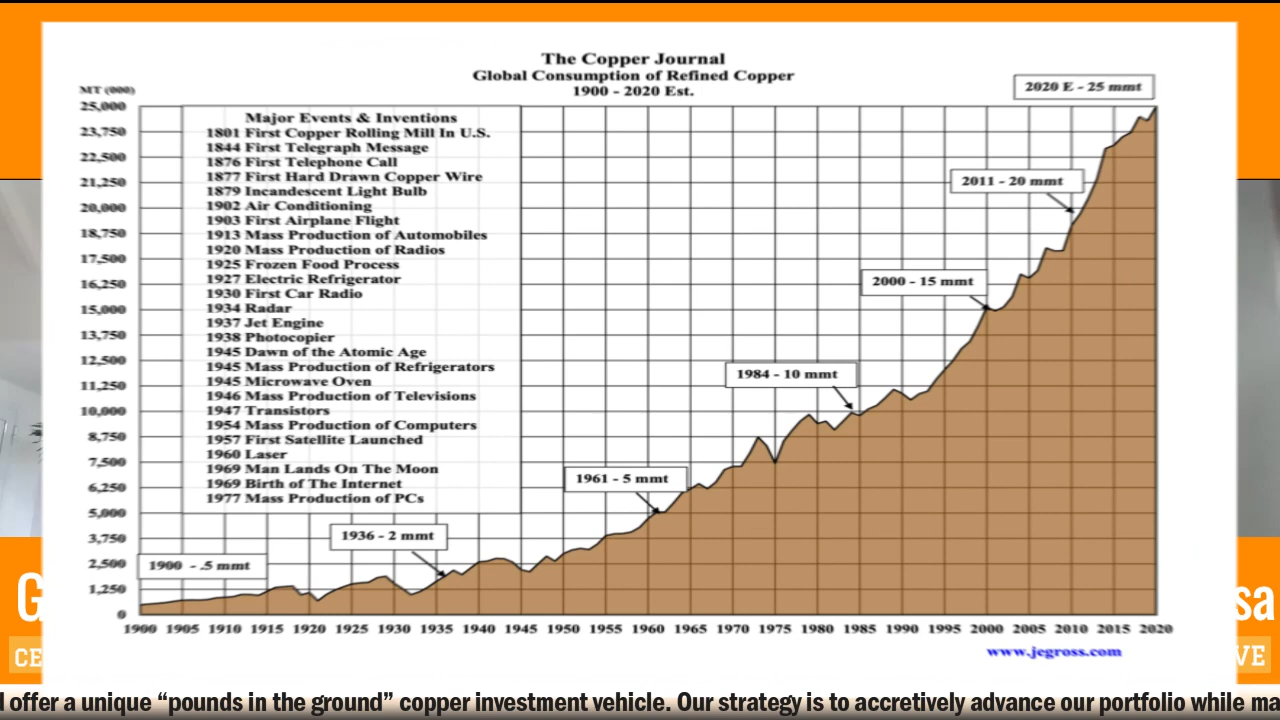 The Copper Journal
Global Consumption of Refined Copper
1900 - 2020 Est.
MT (000)
2020 E - 25 mmt
25,000
23,750
22,500
21,250
20,000
18,750
17,500
16,250
15,000
13,750
12,500
11,250
10,000
8,750
7,500
6,250
5,000
3,750
2,500
1,250
0
Major Events & Inventions
1801 First Copper Rolling Mill In U.S.
1844 First Telegraph Message
1876 First Telephone Call
1877 First Hard Drawn Copper Wire
1879 Incandescent Light Bulb
1902 Air Conditioning
1903 First Airplane Flight
1913 Mass Production of Automobiles
1920 Mass Production of Radios
1925 Frozen Food Process
1927 Electric Refrigerator
1930 First Car Radio
1934 Radar
1937 Jet Engine
1938 Photocopier
1945 Dawn of the Atomic Age
1945 Mass Production of Refrigerators
1945 Microwave Oven
1946 Mass Production of Televisions
1947 Transistors
1954 Mass Production of Computers
1957 First Satellite Launched
1960 Laser
1969 Man Lands On The Moon
1969 Birth of The Internet
1977 Mass Production of PCs
2011 - 20 mmt
2000 - 15 mmt
1984 - 10 mmt
1961 - 5 mmt
1936 - 2 mmt
1900 - .5 mmt
1900 1905 1910 1915 1920 1925 1930 1935 1940 1945 1950 1955 1960 1965 1970 1975 1980 1985 1990 1995 2000 2005 2010 2015 2020
www.jegross.com
G
sa
CE
VE
offer a unique “pounds in the ground” copper investment vehicle. Our strategy is to accretively advance our portfolio while ma